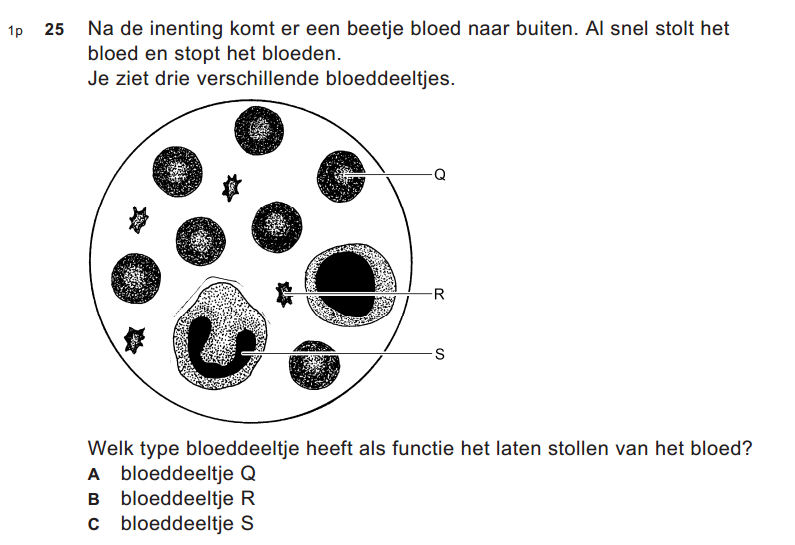 1p 25 Na de inenting komt er een beetje bloed naar buiten. Al snel stolt het
bloed en stopt het bloeden.
Je ziet drie verschillende bloeddeeltjes.
Q
R
S
Welk type bloeddeeltje heeft als functie het laten stollen van het bloed?
A bloeddeeltje Q
B bloeddeeltje R
C bloeddeeltje S